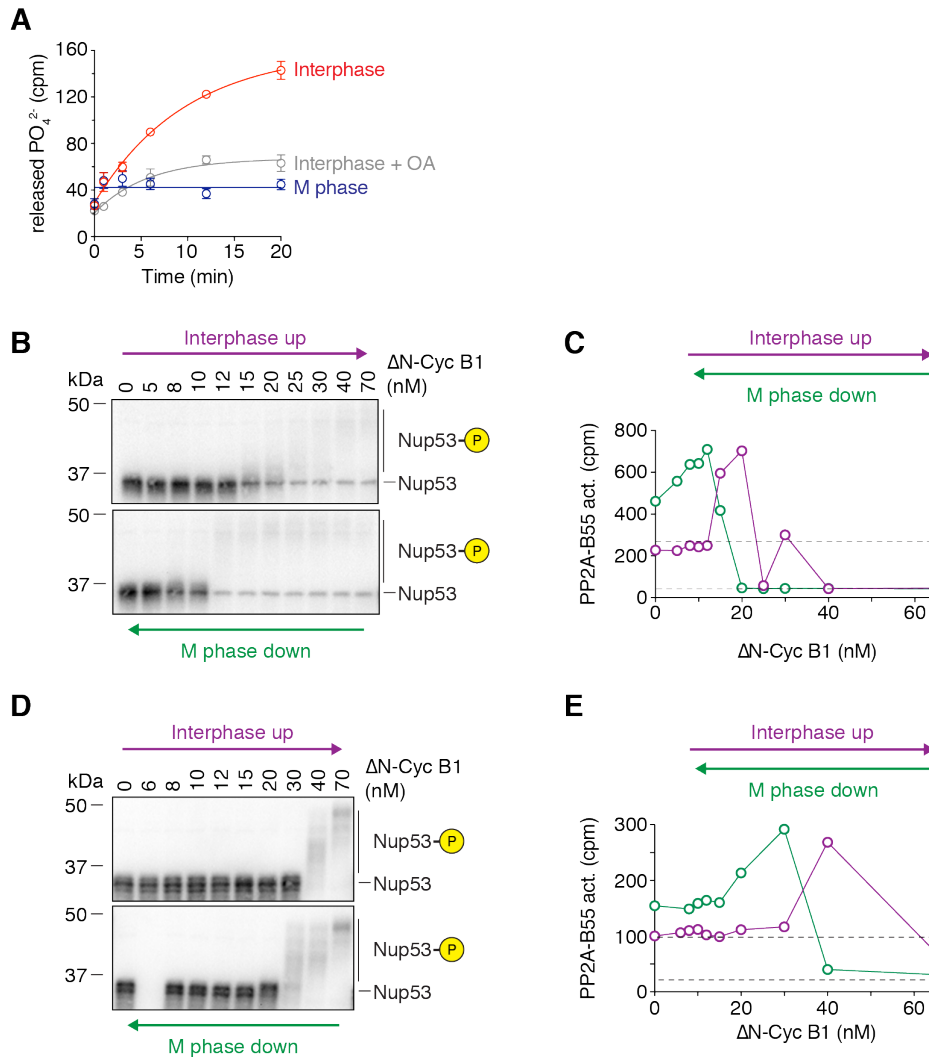 A
160
120
80
40
0
released PO₄²⁻ (cpm)
Interphase
Interphase + OA
M phase
0 5 10 15 20
Time (min)
B
Interphase up
kDa
0 5 8 10 12 15 20 25 30 40 70
ΔN-Cyc B1
(nM)
50
Nup53-P
37
Nup53
50
Nup53-P
37
Nup53
M phase down
C
Interphase up
M phase down
800
600
400
200
0
PP2A-B55 act. (cpm)
0 20 40 60
ΔN-Cyc B1 (nM)
D
Interphase up
kDa
0 6 8 10 12 15 20 30 40 70
ΔN-Cyc B1
(nM)
50
Nup53-P
37
Nup53
50
Nup53-P
37
Nup53
M phase down
E
Interphase up
M phase down
300
200
100
0
PP2A-B55 act. (cpm)
0 20 40 60
ΔN-Cyc B1 (nM)